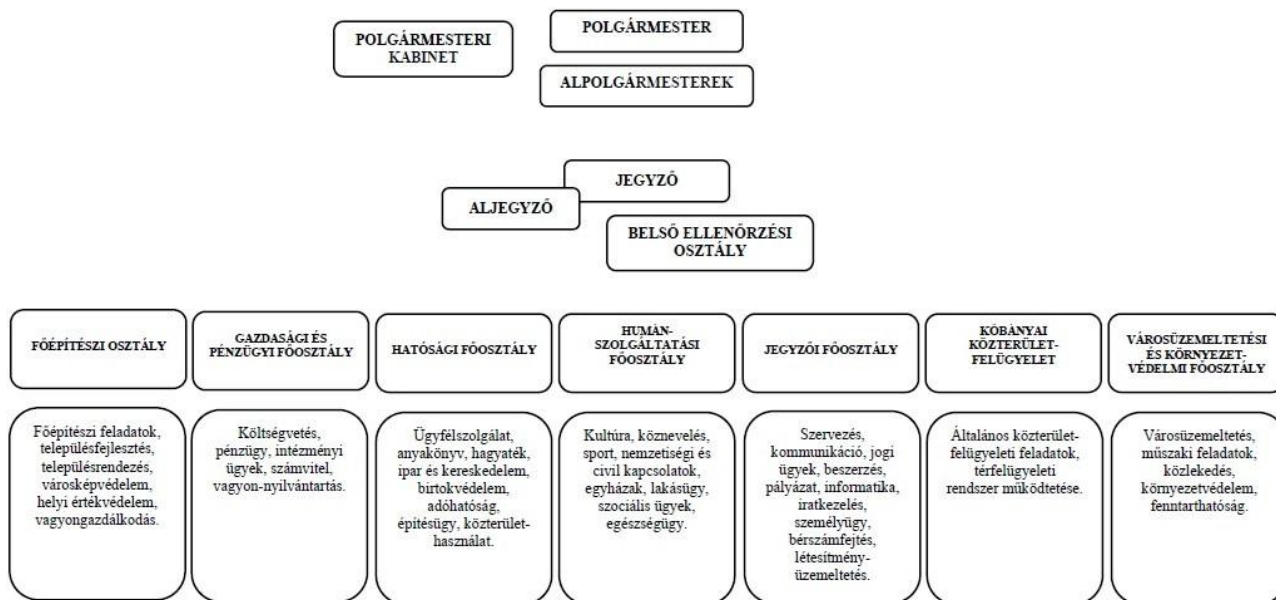 POLGÁRMESTERI
KABINET
POLGÁRMESTER
ALPOLGÁRMESTEREK
JEGYZŐ
ALJEGYZŐ
BELSŐ ELLENŐRZÉSI
OSZTÁLY
FŐÉPÍTÉSZI OSZTÁLY
GAZDASÁGI ÉS
PÉNZÜGYI FŐOSZTÁLY
HATÓSÁGI FŐOSZTÁLY
HUMÁN-
SZOLGÁLTATÁSI
FŐOSZTÁLY
JEGYZŐI FŐOSZTÁLY
KŐBÁNYAI
KÖZTERÜLET-
FELÜGYELET
VÁROSÜZEMELTETÉSI
ÉS KÖRNYEZET-
VÉDELMI FŐOSZTÁLY
Főépítészi feladatok,
településfejlesztés,
településrendezés,
városképvédelem,
helyi értékvédelem,
vagyongazdálkodás.
Költségvetés,
pénzügy, intézményi
ügyek, számvitel,
vagyon-nyilvántartás.
Ügyfélszolgálat,
anyakönyv, hagyaték,
ipar és kereskedelem,
birtokvédelem,
adóhatóság,
építésügy, közterület-
használat.
Kultúra, köznevelés,
sport, nemzetiségi és
civil kapcsolatok,
egyházak, lakásügy,
szociális ügyek,
egészségügy.
Szervezés,
kommunikáció, jogi
ügyek, beszerzés,
pályázat, informatika,
iratkezelés,
személyügy,
bérszámfejtés,
létesítmény-
üzemeltetés.
Általános közterület-
felügyeleti feladatok,
térfelügyeleti
rendszer működtetése.
Városüzemeltetés,
műszaki feladatok,
közlekedés,
környezetvédelem,
fenntarthatóság.